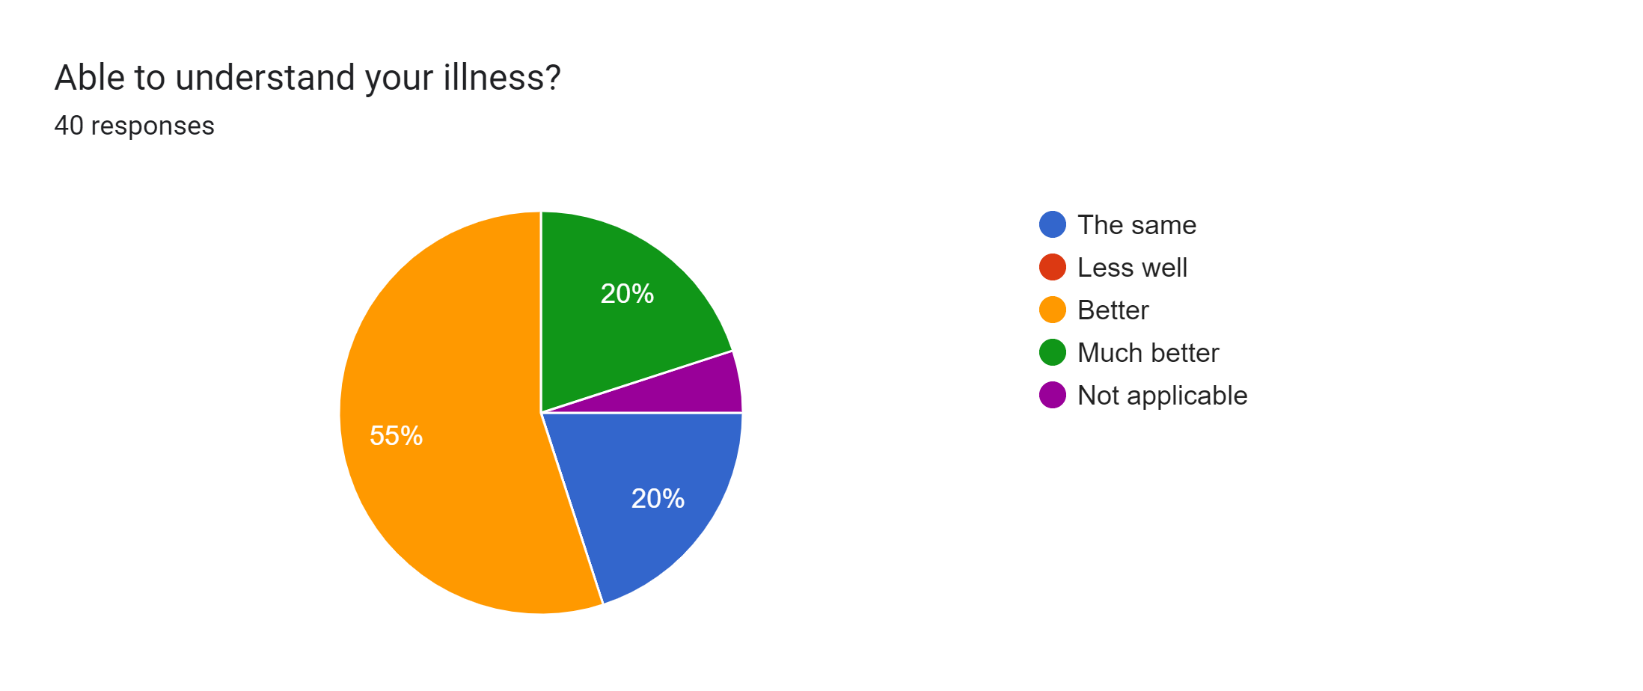 Able to understand your illness?
40 responses
20%
55%
20%
The same
Less well
Better
Much better
Not applicable